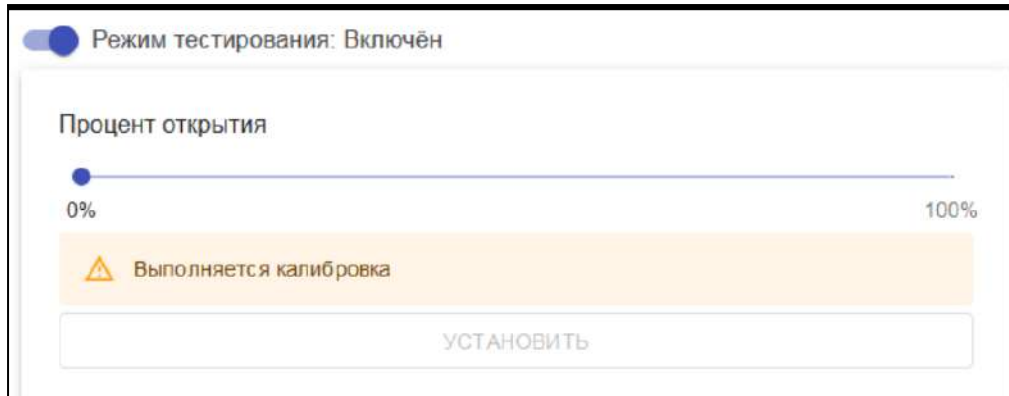 Режим тестирования: Включён
Процент открытия
0% 100%
Выполняется калибровка
УСТАНОВИТЬ